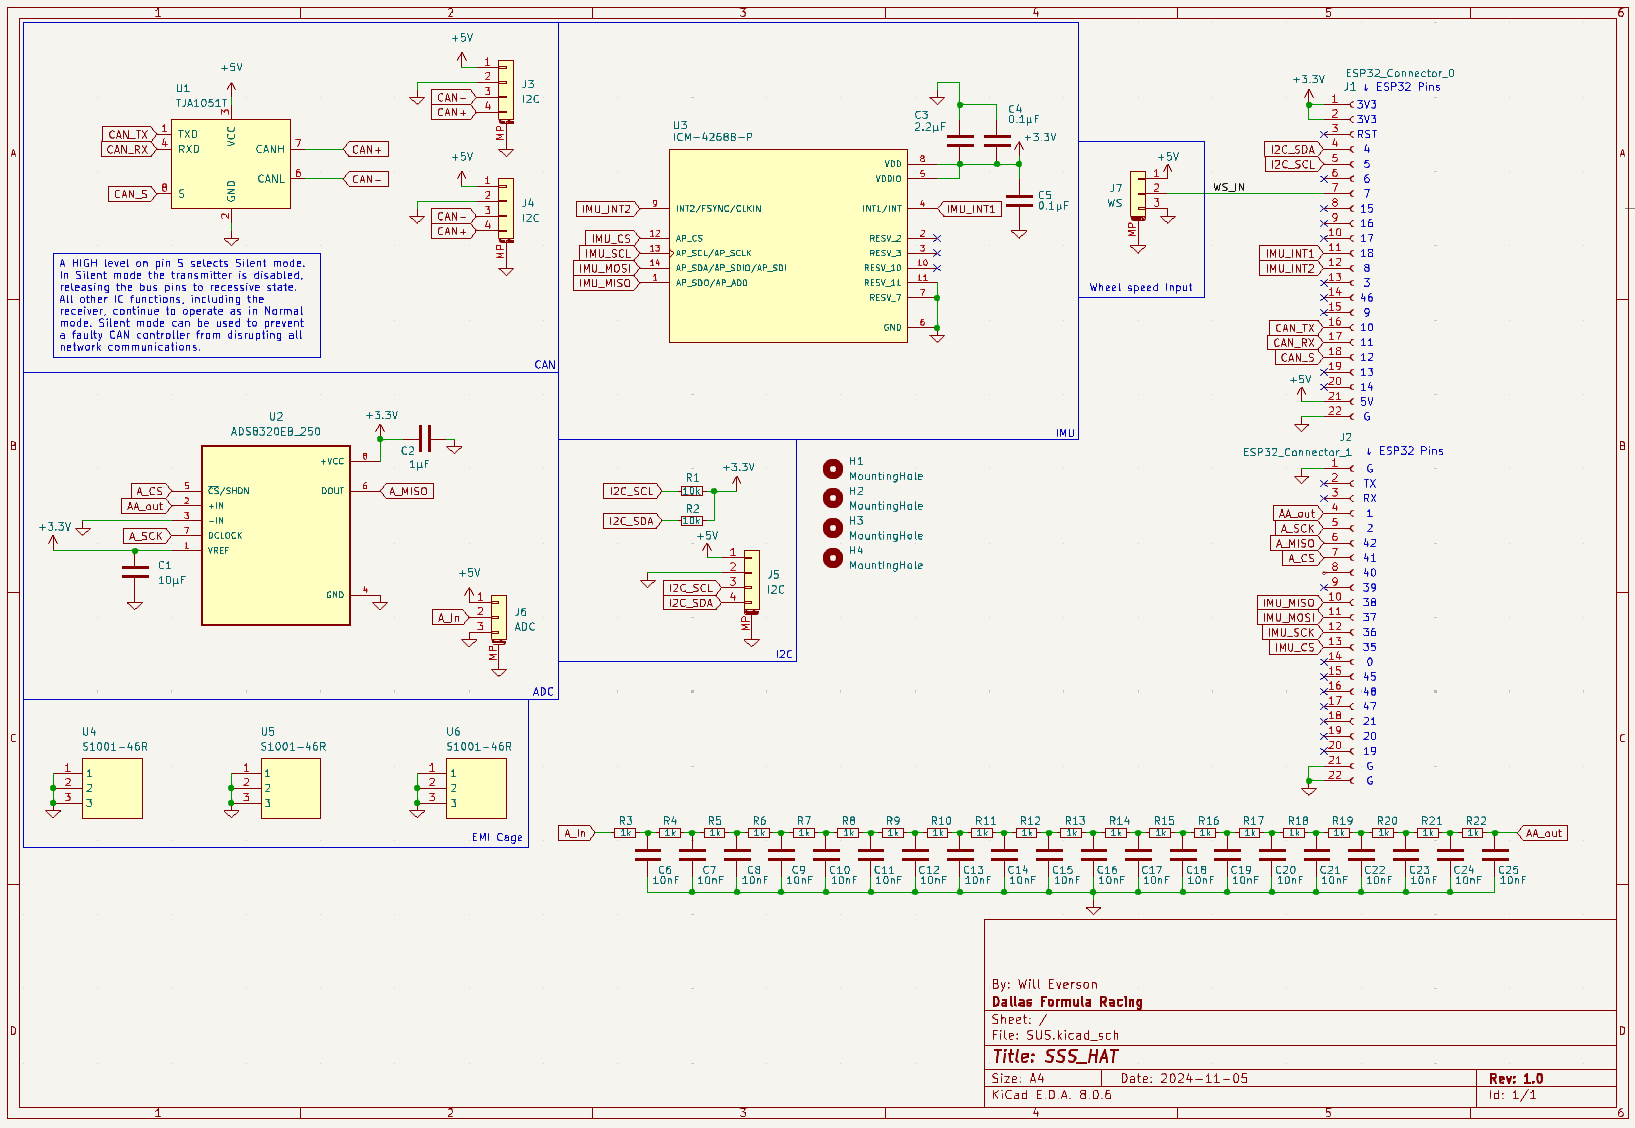 1 2 3 4 5 6
A
B
C
D
+5V
U1
TJA1051T
3
VCC
CAN_TX 1 TXD
CAN_RX 4 RXD
CANH 7 CAN+
CANL 6 CAN-
CAN_S 8 S
GND
2
+5V
1
2
CAN- 3
CAN+ 4
J3
I2C
MP
+5V
1
2
CAN- 3
CAN+ 4
J4
I2C
MP
A HIGH level on pin S selects Silent mode.
In Silent mode the transmitter is disabled,
releasing the bus pins to recessive state.
All other IC functions, including the
receiver, continue to operate as in Normal
mode. Silent mode can be used to prevent
a faulty CAN controller from disrupting all
network communications.
CAN
U3
ICM-42688-P
C3
2.2µF
C4
0.1µF
+3.3V
C5
0.1µF
VDD 8
VDDIO 5
IMU_INT2 9 INT2/FSYNC/CLKIN
INT1/INT 4 IMU_INT1
IMU_CS 12 AP_CS
IMU_SCL 13 AP_SCL/AP_SCLK
IMU_MOSI 14 AP_SDA/AP_SDIO/AP_SDI
IMU_MISO 1 AP_SDO/AP_AD0
RESV_2 2
RESV_3 3
RESV_10 10
RESV_11 11
RESV_7 7
GND 6
IMU
J7
WS
+5V
1
2
3
MP
WS_IN
Wheel speed Input
ESP32_Connector_0
J1 ↓ ESP32 Pins
+3.3V
1 3V3
2 3V3
3 RST
I2C_SDA 4 4
I2C_SCL 5 5
6 6
7 7
8 15
9 16
10 17
IMU_INT1 11 18
IMU_INT2 12 8
13 3
14 46
15 9
CAN_TX 16 10
CAN_RX 17 11
CAN_S 18 12
19 13
20 14
+5V
21 5V
22 G
J2
ESP32_Connector_1 ↓ ESP32 Pins
1 G
2 TX
3 RX
AA_out 4 1
A_SCK 5 2
A_MISO 6 42
A_CS 7 41
8 40
9 39
IMU_MISO 10 38
IMU_MOSI 11 37
IMU_SCK 12 36
IMU_CS 13 35
14 0
15 45
16 48
17 47
18 21
19 20
20 19
21 G
22 G
U2
ADS8320EB_250
+3.3V
C2
1µF
+VCC 8
A_CS 5 CS/SHDN
DOUT 6 A_MISO
AA_out 2 +IN
3 -IN
A_SCK 7 DCLOCK
+3.3V
1 VREF
C1
10µF
GND 4
+5V
1
A_In 2
3
J6
ADC
MP
ADC
R1
I2C_SCL 10k
+3.3V
R2
I2C_SDA 10k
+5V
1
2
I2C_SCL 3
I2C_SDA 4
J5
I2C
MP
I2C
H1
MountingHole
H2
MountingHole
H3
MountingHole
H4
MountingHole
U4
S1001-46R
1 1
2 2
3 3
U5
S1001-46R
1 1
2 2
3 3
U6
S1001-46R
1 1
2 2
3 3
EMI Cage
R3 R4 R5 R6 R7 R8 R9 R10 R11 R12 R13 R14 R15 R16 R17 R18 R19 R20 R21 R22
A_In 1k 1k 1k 1k 1k 1k 1k 1k 1k 1k 1k 1k 1k 1k 1k 1k 1k 1k 1k 1k AA_out
C6 C7 C8 C9 C10 C11 C12 C13 C14 C15 C16 C17 C18 C19 C20 C21 C22 C23 C24 C25
10nF 10nF 10nF 10nF 10nF 10nF 10nF 10nF 10nF 10nF 10nF 10nF 10nF 10nF 10nF 10nF 10nF 10nF 10nF 10nF
By: Will Everson
Dallas Formula Racing
Sheet: /
File: SUS.kicad_sch
Title: SSS_HAT
Size: A4 Date: 2024-11-05 Rev: 1.0
KiCad E.D.A. 8.0.6 Id: 1/1
A
B
C
D
1 2 3 4 5 6